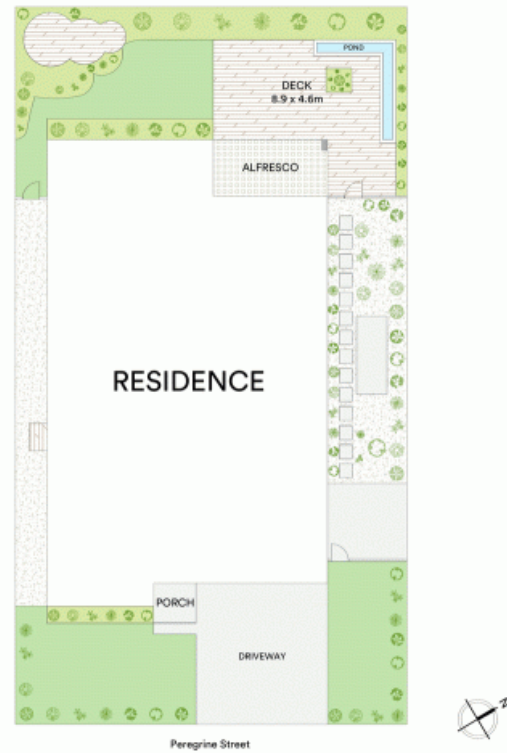 POND
DECK
8.9 x 4.6m
ALFRESCO
RESIDENCE
PORCH
DRIVEWAY
Peregrine Street
Z